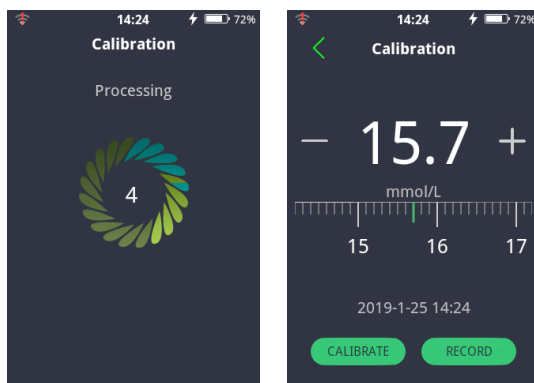 14:24
72%
Calibration
Processing
4
14:24
72%
Calibration
15.7
mmol/L
15 16 17
2019-1-25 14:24
CALIBRATE RECORD